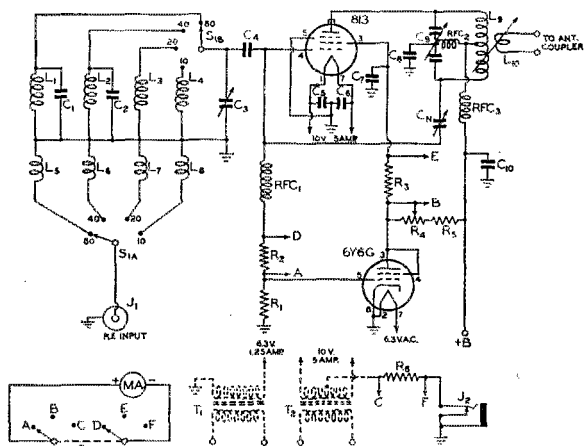 80
40
S1B
20
10
C4
813
5
3
4
1
7
C5
C6
10V. 5AMP.
C7
C8
C9
RFC2
L9
L10
TO ANT. COUPLER
RFC3
CN
C10
L1
C1
L2
C2
L3
L4
C3
L5
L6
L7
L8
40
20
80
10
S1A
J1
R.F. INPUT
RFC1
D
R2
A
R1
E
R3
B
R4
R5
6Y6G
3
5
4
8
2
7
6.3V.A.C.
+B
6.3V. 1.25AMP.
10V. 5AMP.
T1
T2
R6
C
F
J2
+ MA -
A
B
C
D
E
F